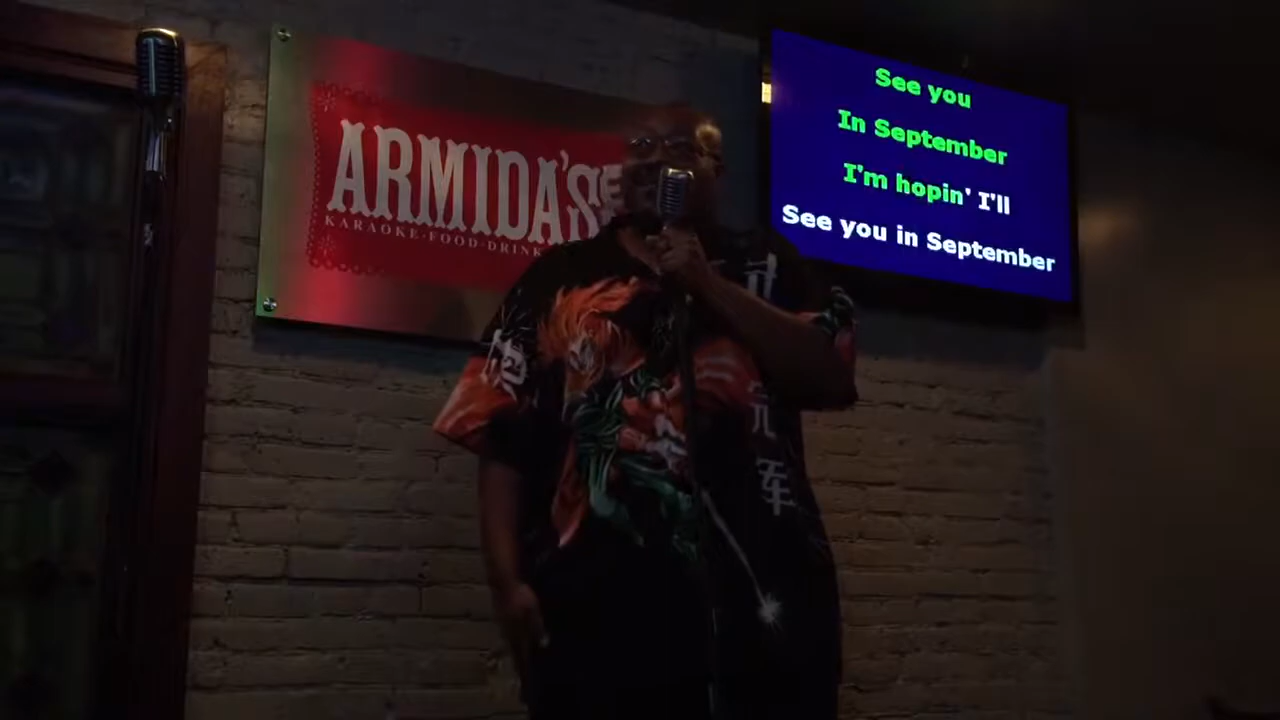 ARMIDA'S
KARAOKE·FOOD·DRINK
See you
In September
I'm hopin' I'll
See you in September